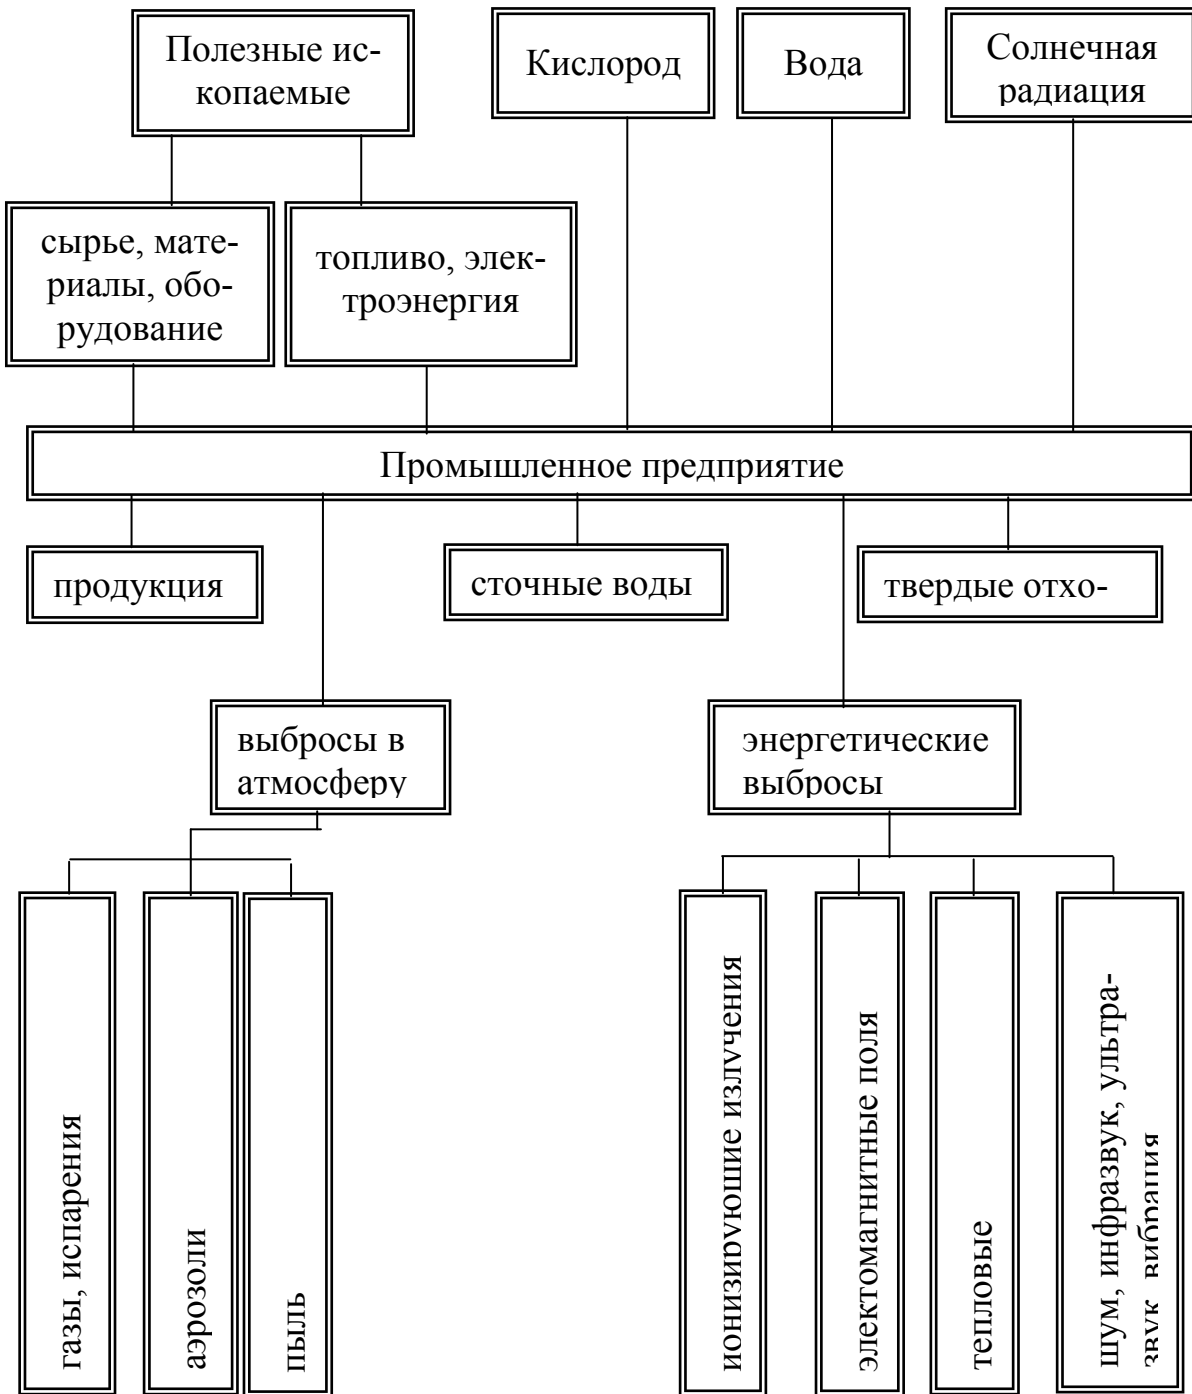 Полезные ис-
копаемые
Кислород
Вода
Солнечная
радиация
сырье, мате-
риалы, обо-
рудование
топливо, элек-
троэнергия
Промышленное предприятие
продукция
сточные воды
твердые отхо-
выбросы в
атмосферу
энергетические
выбросы
газы, испарения
аэрозоли
пыль
ионизирующие излучения
электомагнитные поля
тепловые
шум, инфразвук, ультра-
звук, вибрация